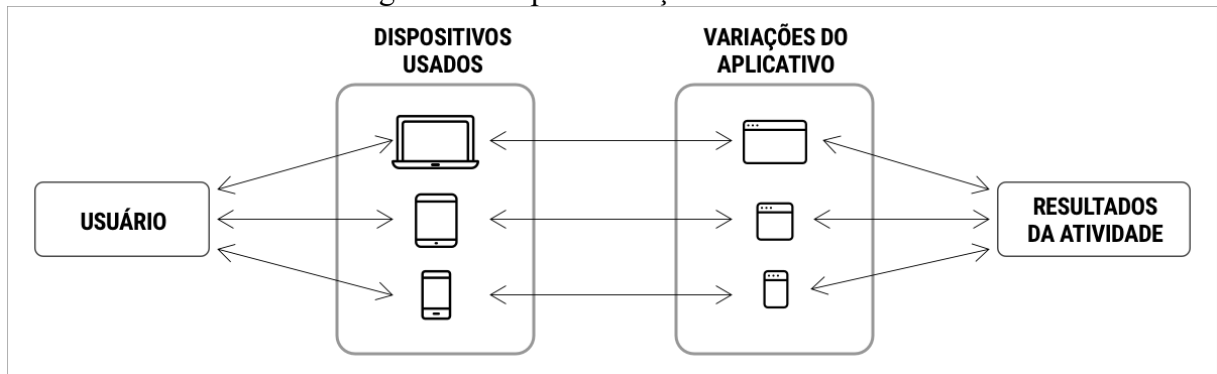 DISPOSITIVOS
USADOS
VARIAÇÕES DO
APLICATIVO
USUÁRIO
RESULTADOS
DA ATIVIDADE